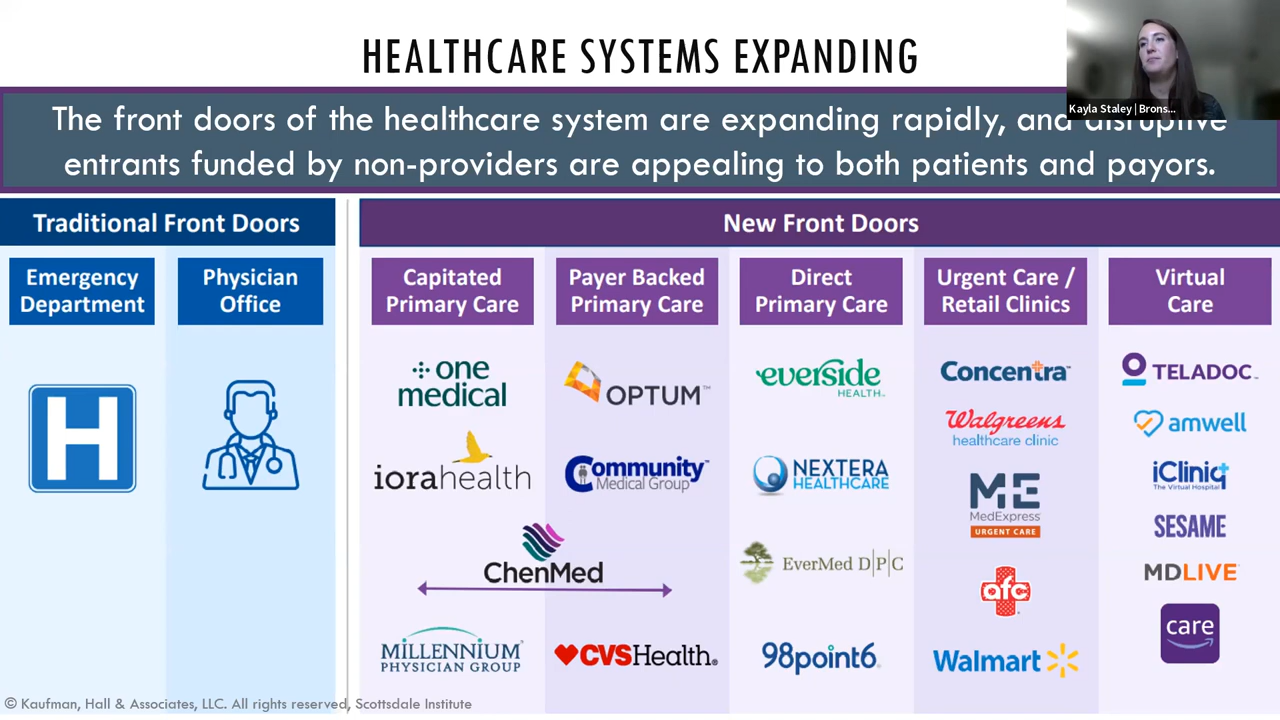 HEALTHCARE SYSTEMS EXPANDING
Kayla Staley | Brons...
The front doors of the healthcare system are expanding rapidly, and disruptive
entrants funded by non-providers are appealing to both patients and payors.
Traditional Front Doors
New Front Doors
Emergency
Department
Physician
Office
Capitated
Primary Care
Payer Backed
Primary Care
Direct
Primary Care
Urgent Care /
Retail Clinics
Virtual
Care
H
one
medical
iorahealth
ChenMed
MILLENNIUM
PHYSICIAN GROUP
OPTUM™
Community™
Medical Group
CVSHealth®
everside
HEALTH
NEXTERA
HEALTHCARE
EverMed D|P|C
98point6
Concentra
Walgreens
healthcare clinic
ME
MedExpress
URGENT CARE
afc
Walmart
TELADOC
amwell
iCliniq
The Virtual Hospital
SESAME
MDLIVE
care
© Kaufman, Hall & Associates, LLC. All rights reserved, Scottsdale Institute